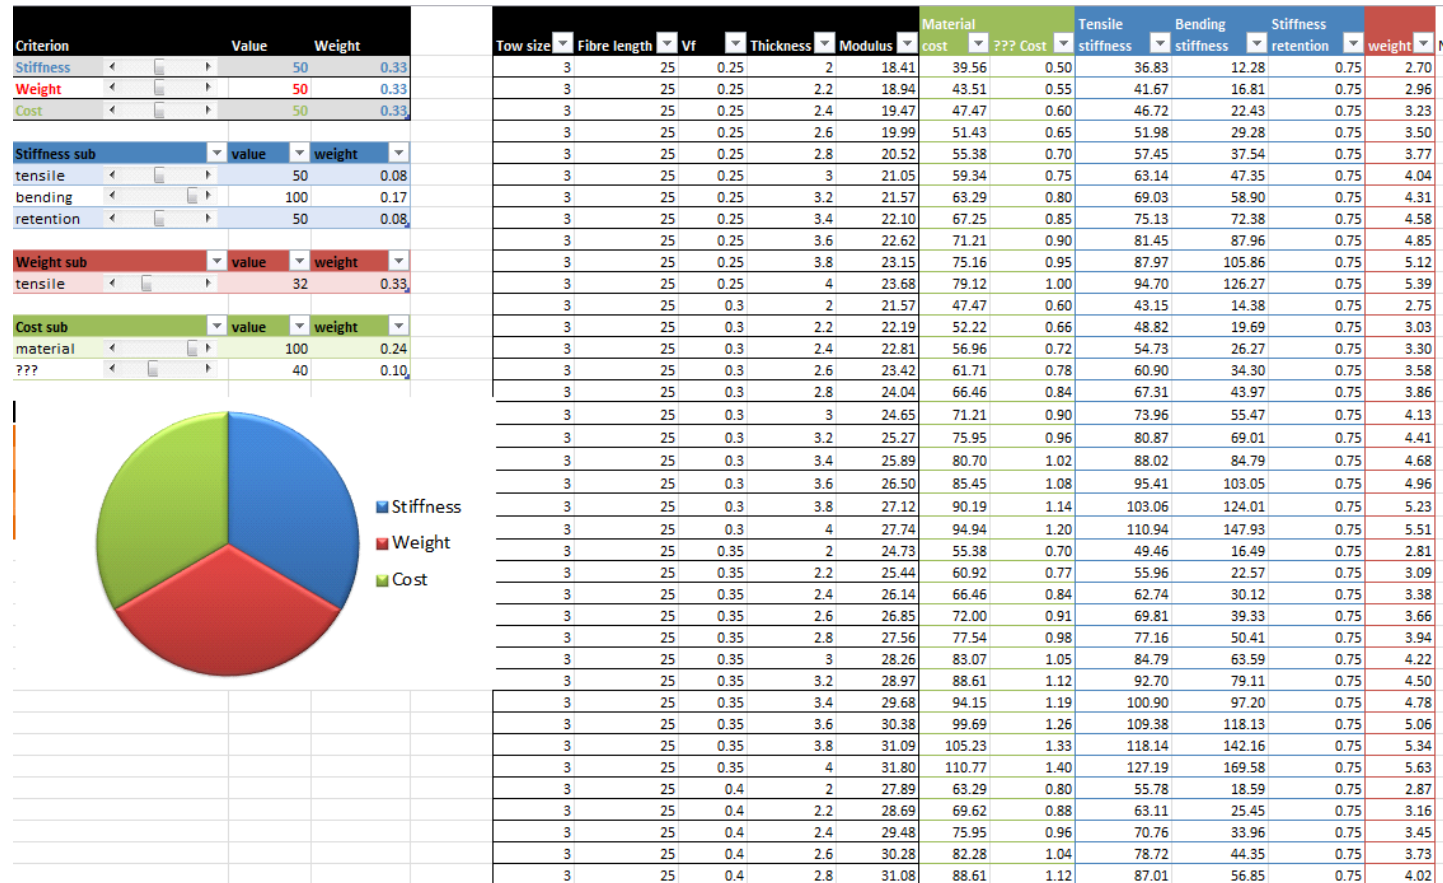 Material Tensile Bending Stiffness
Criterion Value Weight Tow size Fibre length Vf Thickness Modulus cost ??? Cost stiffness stiffness retention weight
Stiffness 50 0.33 3 25 0.25 2 18.41 39.56 0.50 36.83 12.28 0.75 2.70
Weight 50 0.33 3 25 0.25 2.2 18.94 43.51 0.55 41.67 16.81 0.75 2.96
Cost 50 0.33 3 25 0.25 2.4 19.47 47.47 0.60 46.72 22.43 0.75 3.23
3 25 0.25 2.6 19.99 51.43 0.65 51.98 29.28 0.75 3.50
Stiffness sub value weight 3 25 0.25 2.8 20.52 55.38 0.70 57.45 37.54 0.75 3.77
tensile 50 0.08 3 25 0.25 3 21.05 59.34 0.75 63.14 47.35 0.75 4.04
bending 100 0.17 3 25 0.25 3.2 21.57 63.29 0.80 69.03 58.90 0.75 4.31
retention 50 0.08 3 25 0.25 3.4 22.10 67.25 0.85 75.13 72.38 0.75 4.58
3 25 0.25 3.6 22.62 71.21 0.90 81.45 87.96 0.75 4.85
Weight sub value weight 3 25 0.25 3.8 23.15 75.16 0.95 87.97 105.86 0.75 5.12
tensile 32 0.33 3 25 0.25 4 23.68 79.12 1.00 94.70 126.27 0.75 5.39
3 25 0.3 2 21.57 47.47 0.60 43.15 14.38 0.75 2.75
Cost sub value weight 3 25 0.3 2.2 22.19 52.22 0.66 48.82 19.69 0.75 3.03
material 100 0.24 3 25 0.3 2.4 22.81 56.96 0.72 54.73 26.27 0.75 3.30
??? 40 0.10 3 25 0.3 2.6 23.42 61.71 0.78 60.90 34.30 0.75 3.58
3 25 0.3 2.8 24.04 66.46 0.84 67.31 43.97 0.75 3.86
3 25 0.3 3 24.65 71.21 0.90 73.96 55.47 0.75 4.13
3 25 0.3 3.2 25.27 75.95 0.96 80.87 69.01 0.75 4.41
3 25 0.3 3.4 25.89 80.70 1.02 88.02 84.79 0.75 4.68
3 25 0.3 3.6 26.50 85.45 1.08 95.41 103.05 0.75 4.96
Stiffness 3 25 0.3 3.8 27.12 90.19 1.14 103.06 124.01 0.75 5.23
3 25 0.3 4 27.74 94.94 1.20 110.94 147.93 0.75 5.51
Weight 3 25 0.35 2 24.73 55.38 0.70 49.46 16.49 0.75 2.81
3 25 0.35 2.2 25.44 60.92 0.77 55.96 22.57 0.75 3.09
Cost 3 25 0.35 2.4 26.14 66.46 0.84 62.74 30.12 0.75 3.38
3 25 0.35 2.6 26.85 72.00 0.91 69.81 39.33 0.75 3.66
3 25 0.35 2.8 27.56 77.54 0.98 77.16 50.41 0.75 3.94
3 25 0.35 3 28.26 83.07 1.05 84.79 63.59 0.75 4.22
3 25 0.35 3.2 28.97 88.61 1.12 92.70 79.11 0.75 4.50
3 25 0.35 3.4 29.68 94.15 1.19 100.90 97.20 0.75 4.78
3 25 0.35 3.6 30.38 99.69 1.26 109.38 118.13 0.75 5.06
3 25 0.35 3.8 31.09 105.23 1.33 118.14 142.16 0.75 5.34
3 25 0.35 4 31.80 110.77 1.40 127.19 169.58 0.75 5.63
3 25 0.4 2 27.89 63.29 0.80 55.78 18.59 0.75 2.87
3 25 0.4 2.2 28.69 69.62 0.88 63.11 25.45 0.75 3.16
3 25 0.4 2.4 29.48 75.95 0.96 70.76 33.96 0.75 3.45
3 25 0.4 2.6 30.28 82.28 1.04 78.72 44.35 0.75 3.73
3 25 0.4 2.8 31.08 88.61 1.12 87.01 56.85 0.75 4.02